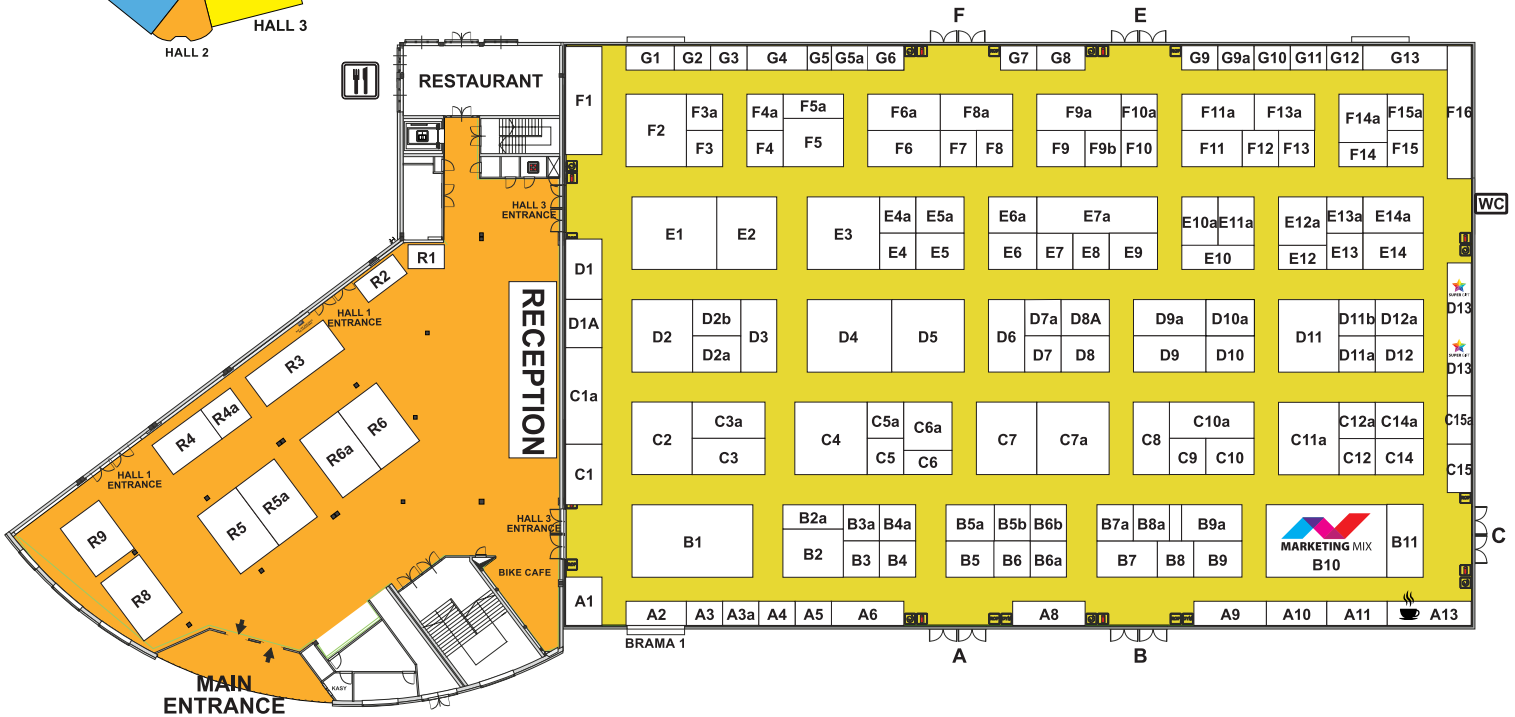 HALL 3
HALL 2
F
E
RESTAURANT
G1 G2 G3 G4 G5 G5a G6 G7 G8 G9 G9a G10 G11 G12 G13
F1
F2 F3a F4a F5a F6a F8a F9a F10a F11a F13a F14a F15a F16
F3 F4 F5 F6 F7 F8 F9 F9b F10 F11 F12 F13 F14 F15
WC
HALL 3
ENTRANCE
E1 E2 E3 E4a E5a E6a E7a E10a E11a E12a E13a E14a
E4 E5 E6 E7 E8 E9 E10 E12 E13 E14
R1
R2
HALL 1
ENTRANCE
RECEPTION
D1
D1A
D2 D2b D3 D4 D5 D6 D7a D8A D9a D10a D11 D11b D12a D13
D2a D7 D8 D9 D10 D11a D12 D13
R3
R4 R4a
R6a R6
HALL 1
ENTRANCE
C1a
C2 C3a C4 C5a C6a C7 C7a C8 C10a C11a C12a C14a C15a
C3 C5 C6 C9 C10 C12 C14 C15
C1
R5 R5a
R9
R8
HALL 3
ENTRANCE
BIKE CAFE
B1 B2a B3a B4a B5a B5b B6b B7a B8a B9a
MARKETING MIX
B10
B11
C
B2 B3 B4 B5 B6 B6a B7 B8 B9
A1
A2 A3 A3a A4 A5 A6 A8 A9 A10 A11 A13
BRAMA 1
A
B
KASY
MAIN
ENTRANCE